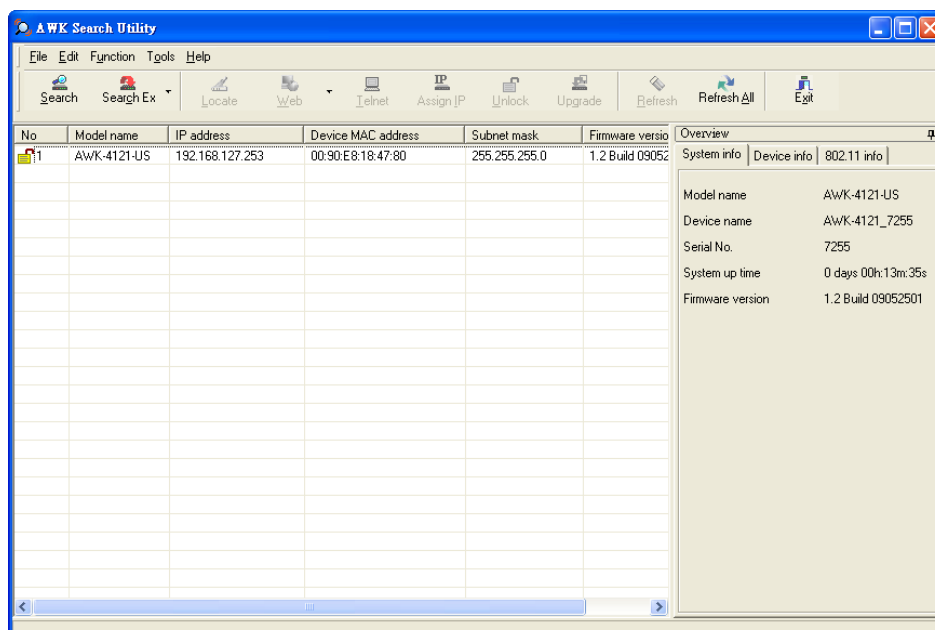 AWK Search Utility
File Edit Function Tools Help
Search Search Ex Locate Web Telnet Assign IP Unlock Upgrade Refresh Refresh All Exit
No Model name IP address Device MAC address Subnet mask Firmware versio
1 AWK-4121-US 192.168.127.253 00:90:E8:18:47:80 255.255.255.0 1.2 Build 09052
Overview
System info Device info 802.11 info
Model name AWK-4121-US
Device name AWK-4121_7255
Serial No. 7255
System up time 0 days 00h:13m:35s
Firmware version 1.2 Build 09052501